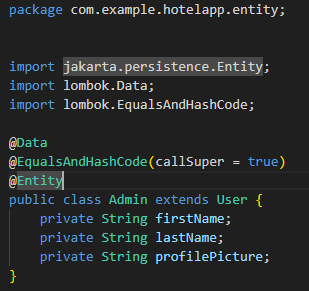 package com.example.hotelapp.entity;
import jakarta.persistence.Entity;
import lombok.Data;
import lombok.EqualsAndHashCode;
@Data
@EqualsAndHashCode(callSuper = true)
@Entity
public class Admin extends User {
private String firstName;
private String lastName;
private String profilePicture;
}